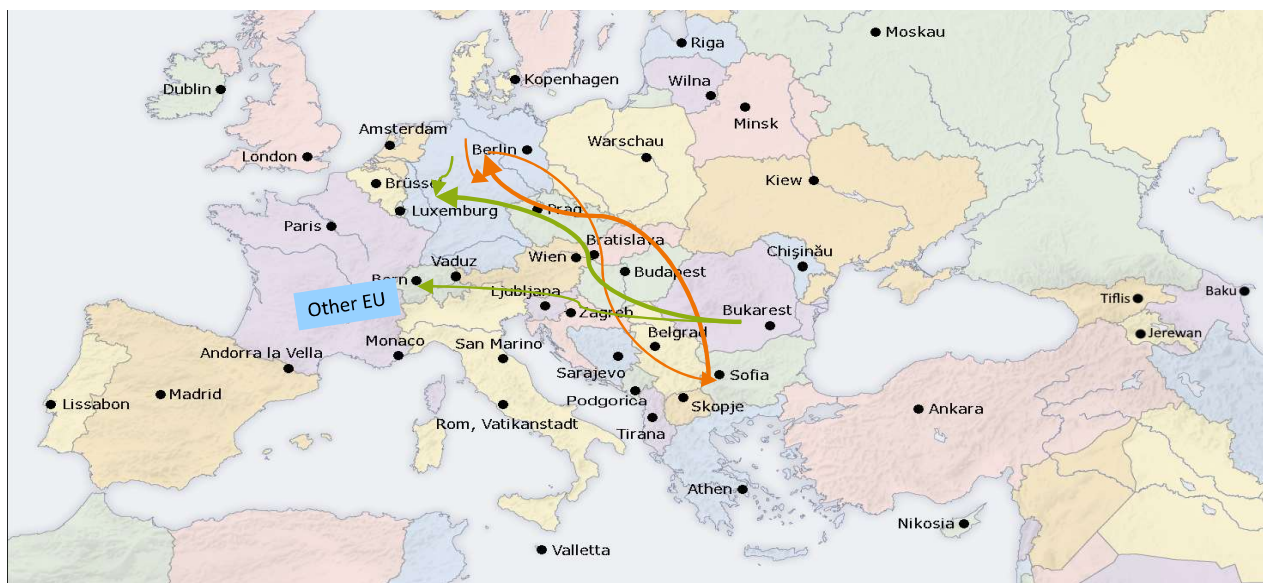 Moskau
Riga
Kopenhagen
Wilna
Dublin
Minsk
Amsterdam
Berlin
Warschau
London
Kiew
Brüssel
Prag
Luxemburg
Paris
Bratislava
Chişinău
Wien
Vaduz
Budapest
Bern
Ljubljana
Other EU
Tiflis
Baku
Zagreb
Bukarest
Belgrad
Jerewan
Monaco
San Marino
Andorra la Vella
Sarajevo
Sofia
Madrid
Podgorica
Lissabon
Skopje
Ankara
Rom, Vatikanstadt
Tirana
Athen
Nikosia
Valletta